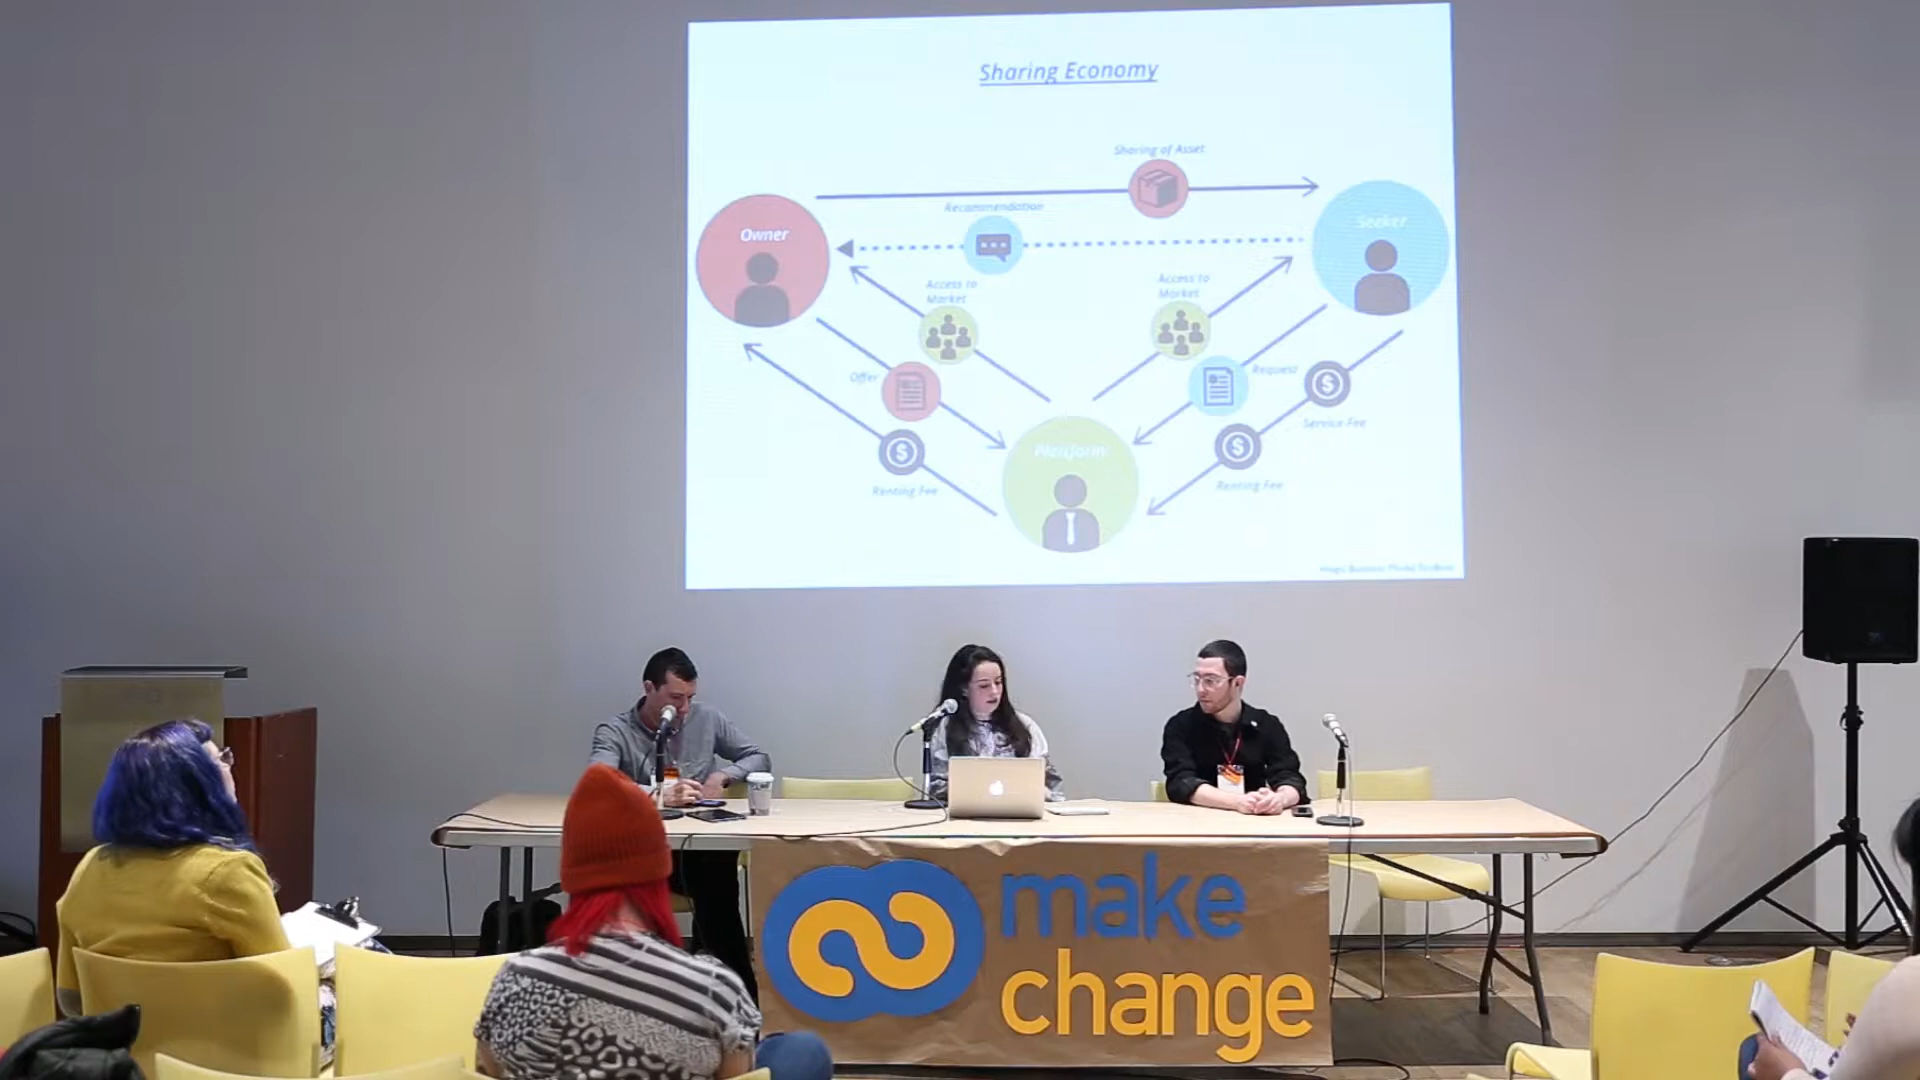 Sharing Economy
Sharing of Asset
Recommendation
Owner
Seeker
Access to
Market
Access to
Market
Offer
Request
Service Fee
Platform
Renting Fee
Renting Fee
make
change